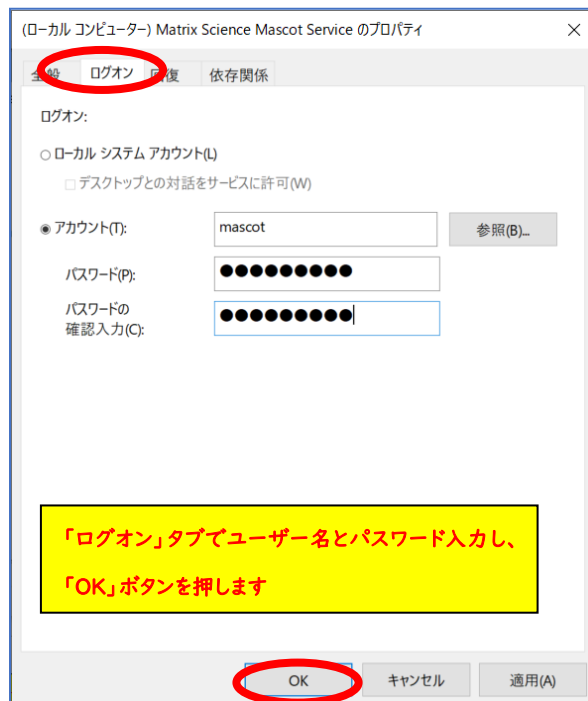 (ローカル コンピューター) Matrix Science Mascot Service のプロパティ
全般 ログオン 回復 依存関係
ログオン:
ローカル システム アカウント(L)
デスクトップとの対話をサービスに許可(W)
アカウント(T): mascot 参照(B)...
パスワード(P): ●●●●●●●●●
パスワードの
確認入力(C): ●●●●●●●●●
「ログオン」タブでユーザー名とパスワード入力し、
「OK」ボタンを押します
OK キャンセル 適用(A)